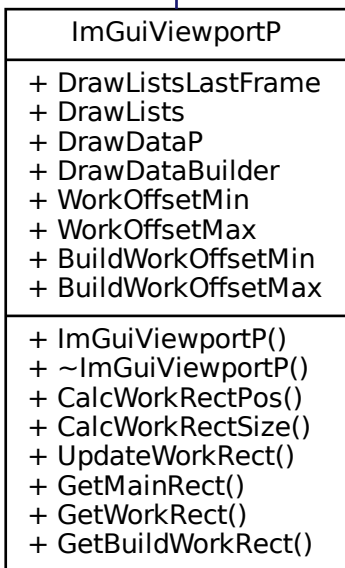 ImGuiViewportP
+ DrawListsLastFrame
+ DrawLists
+ DrawDataP
+ DrawDataBuilder
+ WorkOffsetMin
+ WorkOffsetMax
+ BuildWorkOffsetMin
+ BuildWorkOffsetMax
+ ImGuiViewportP()
+ ~ImGuiViewportP()
+ CalcWorkRectPos()
+ CalcWorkRectSize()
+ UpdateWorkRect()
+ GetMainRect()
+ GetWorkRect()
+ GetBuildWorkRect()